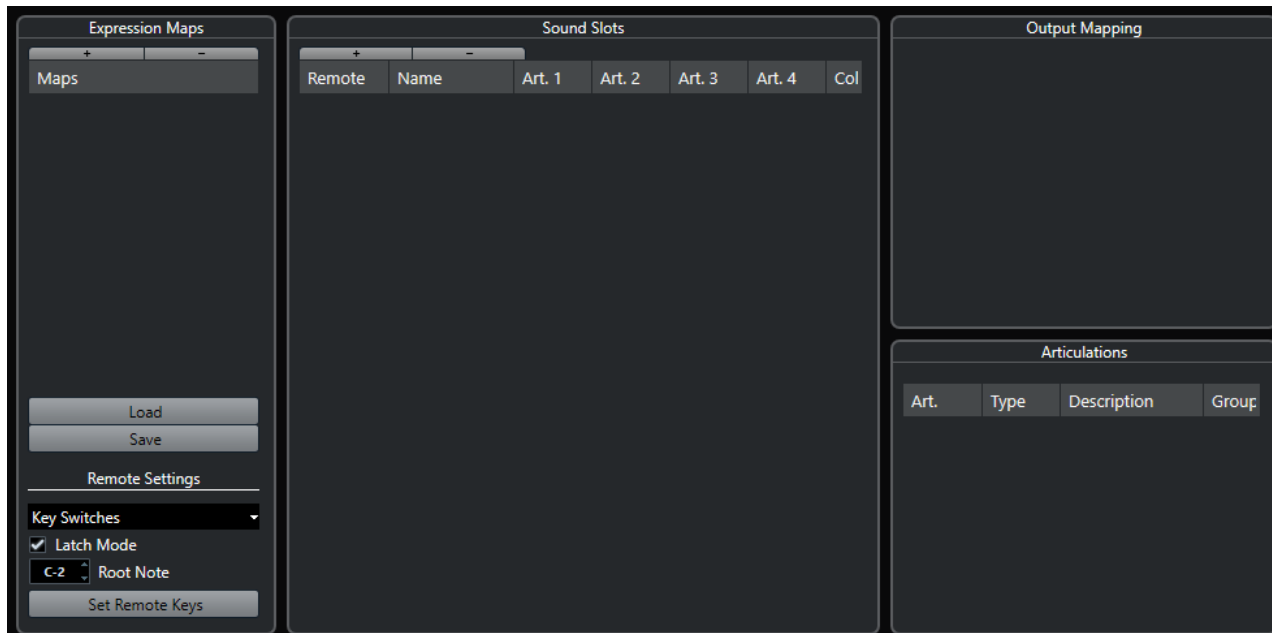 Expression Maps
+ -
Maps
Load
Save
Remote Settings
Key Switches
Latch Mode
C-2 Root Note
Set Remote Keys
Sound Slots
+ -
Remote Name Art. 1 Art. 2 Art. 3 Art. 4 Col
Output Mapping
Articulations
Art. Type Description Group